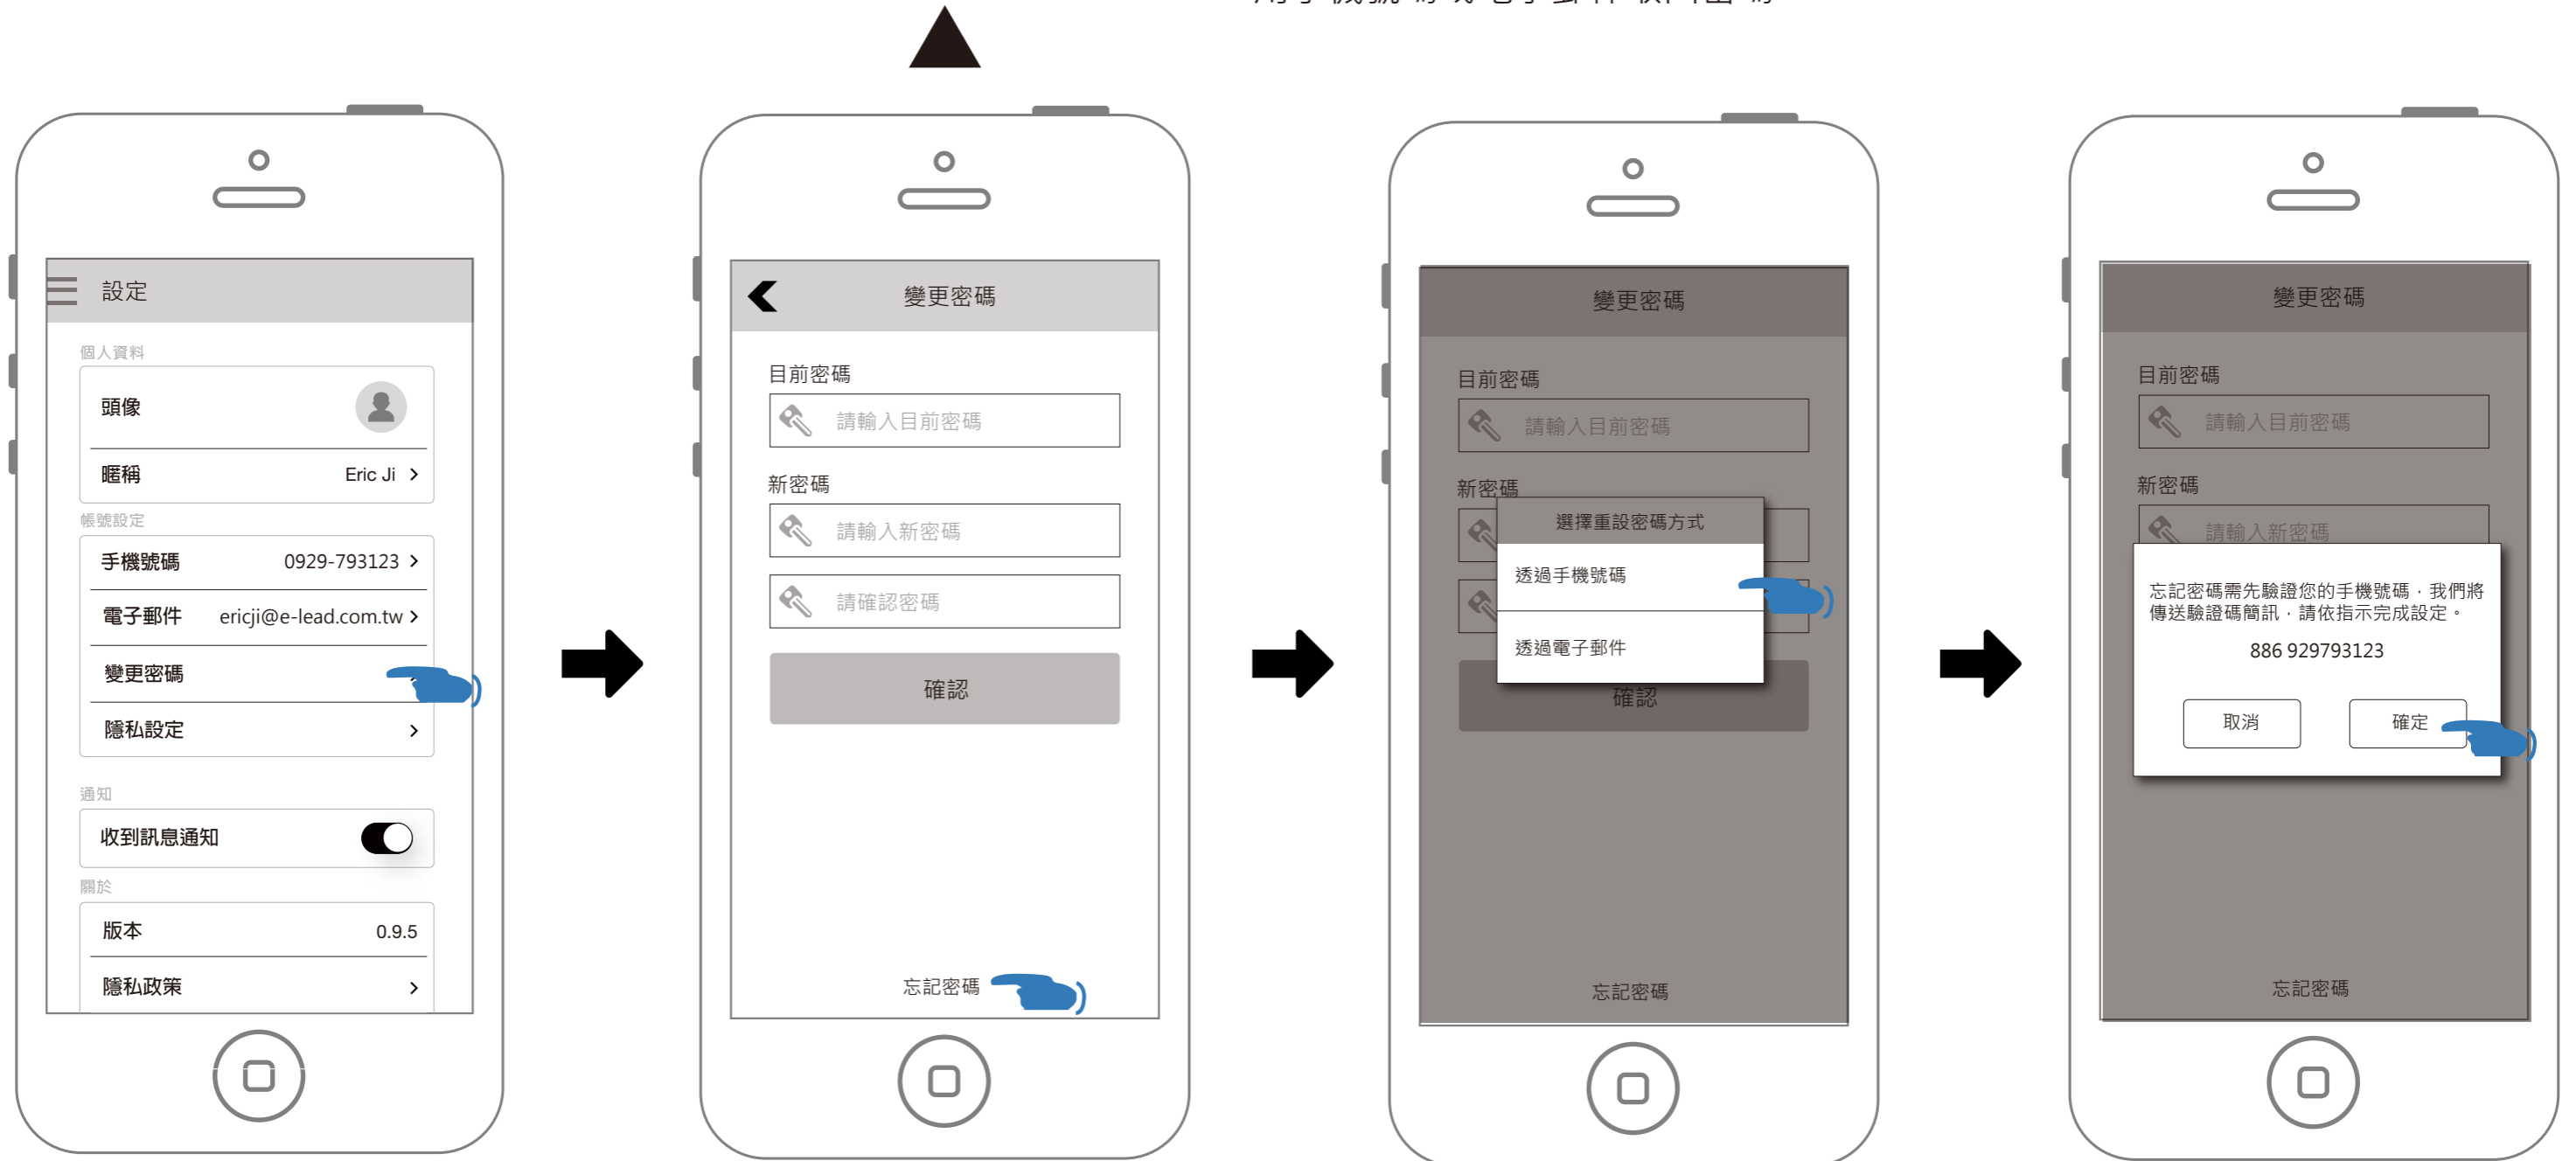 設定
個人資料
頭像
暱稱 Eric Ji
帳號設定
手機號碼 0929-793123
電子郵件 ericji@e-lead.com.tw
變更密碼
隱私設定
通知
收到訊息通知
關於
版本 0.9.5
隱私政策
變更密碼
目前密碼
請輸入目前密碼
新密碼
請輸入新密碼
請確認密碼
確認
忘記密碼
變更密碼
目前密碼
請輸入目前密碼
新密碼
選擇重設密碼方式
透過手機號碼
透過電子郵件
確認
忘記密碼
變更密碼
目前密碼
請輸入目前密碼
新密碼
請輸入新密碼
忘記密碼需先驗證您的手機號碼，我們將
傳送驗證碼簡訊，請依指示完成設定。
886 929793123
取消 確定
忘記密碼